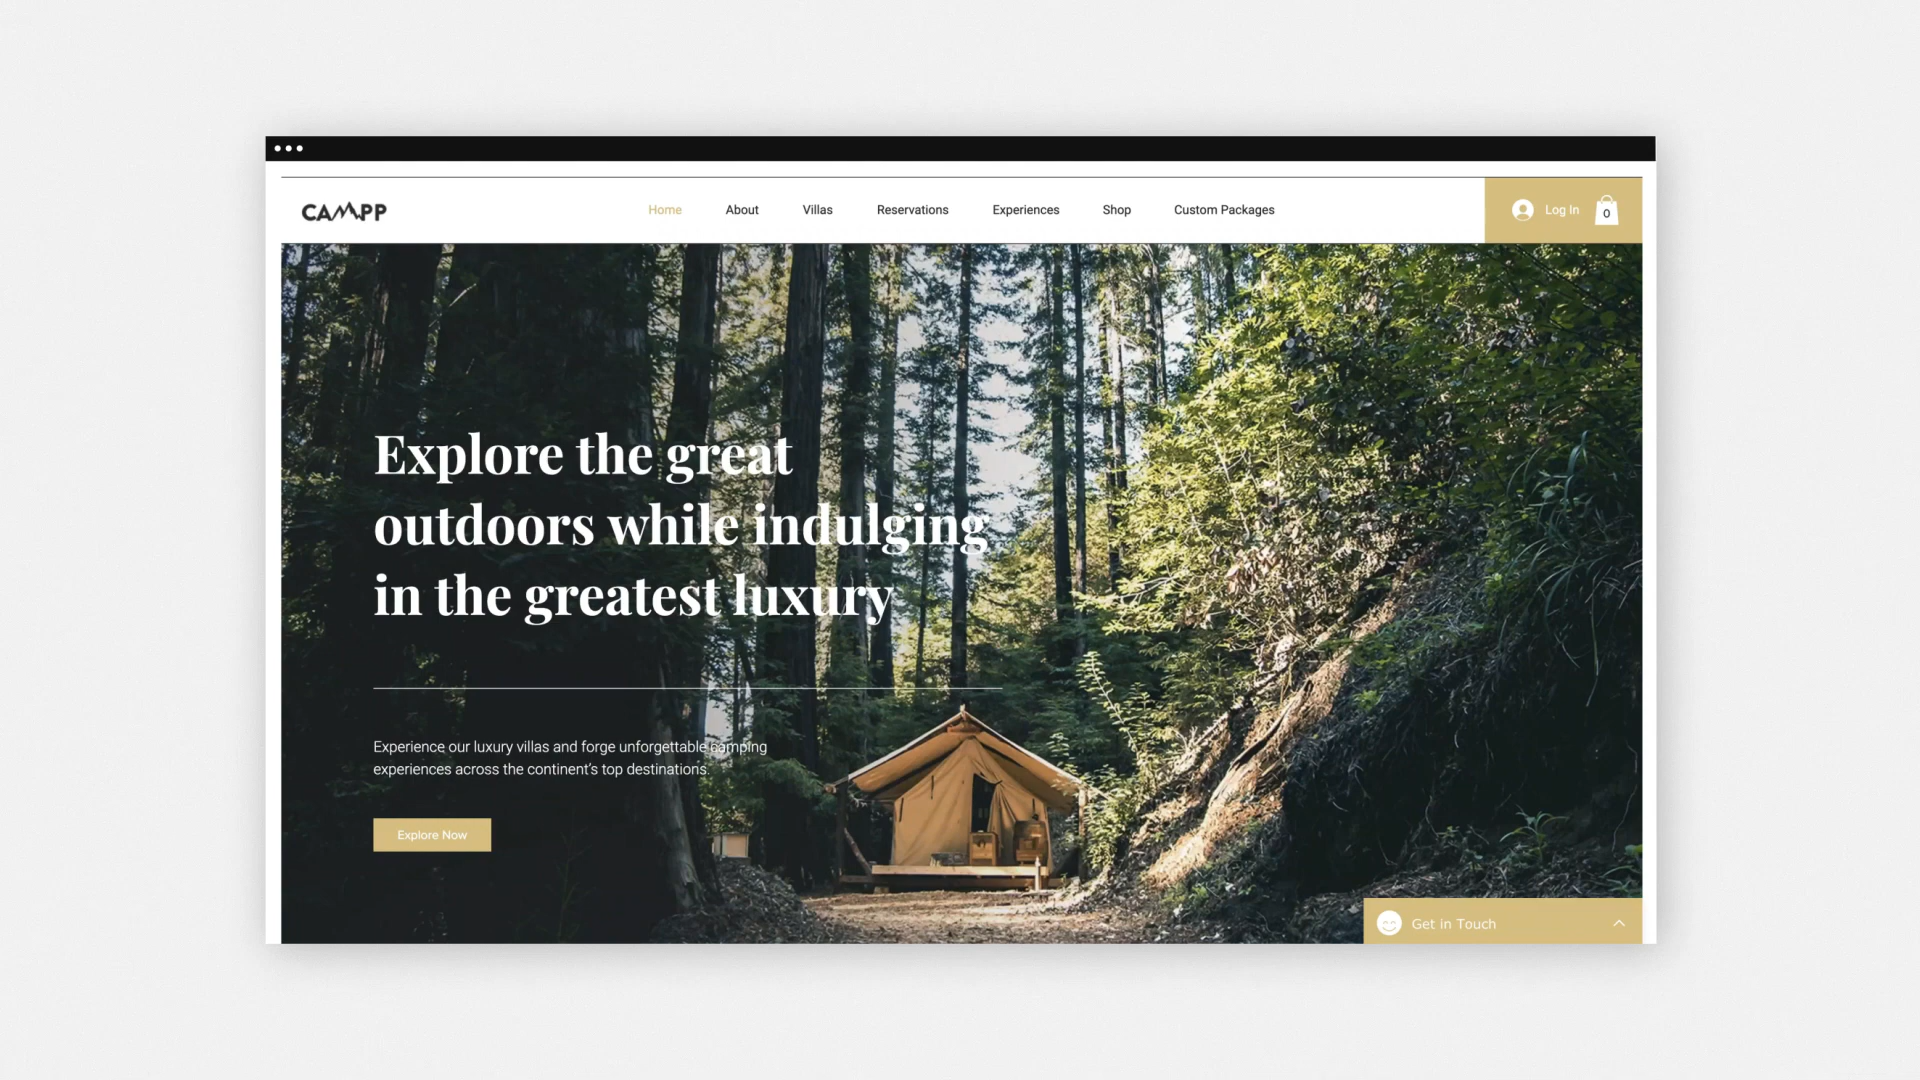 CAMPP
Home About Villas Reservations Experiences Shop Custom Packages
Log In 0
Explore the great
outdoors while indulging
in the greatest luxury
Experience our luxury villas and forge unforgettable camping
experiences across the continent's top destinations.
Explore Now
Get in Touch